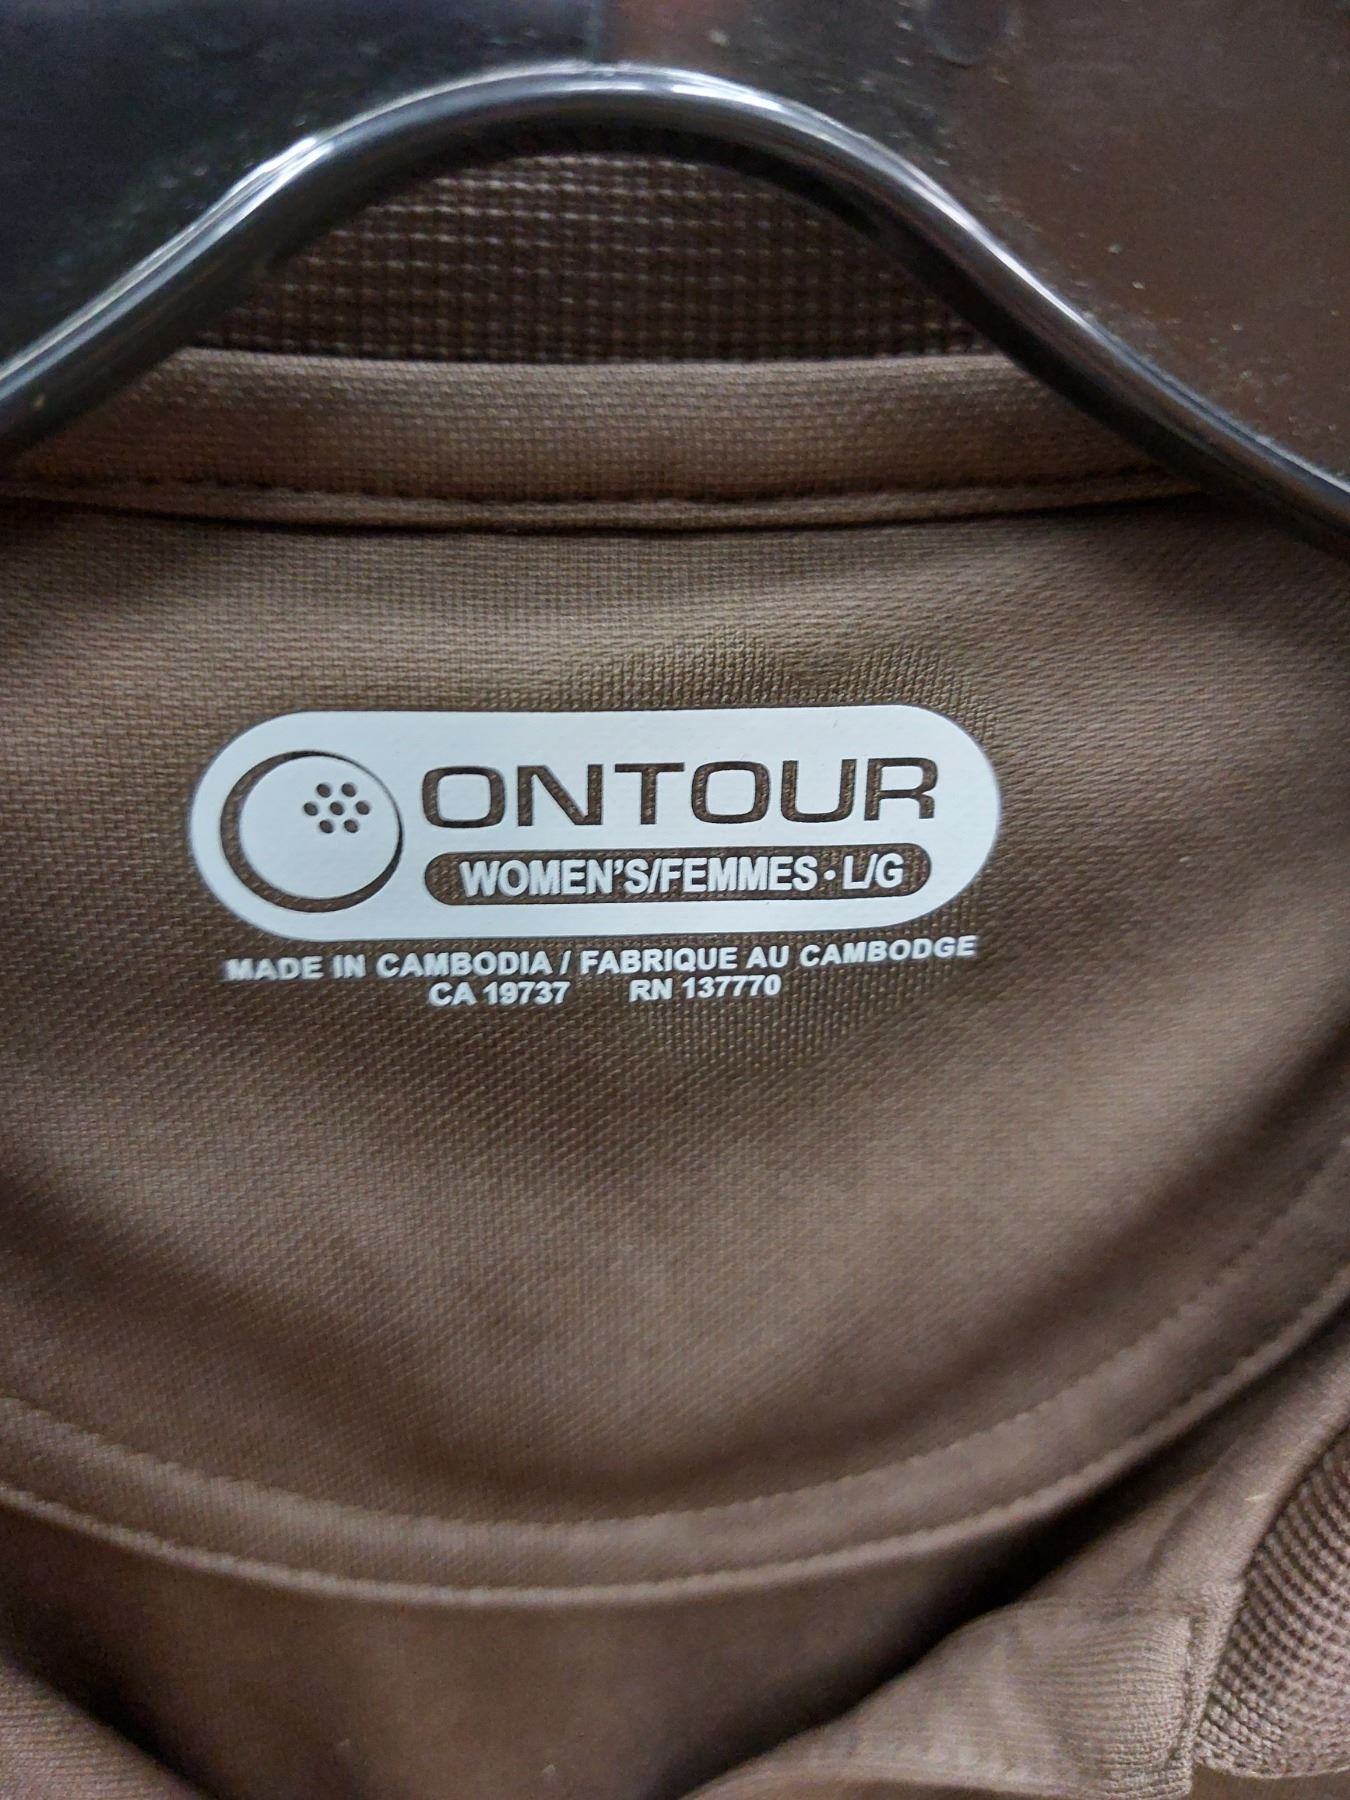 ONTOUR
WOMEN'S/FEMMES • L/G
MADE IN CAMBODIA / FABRIQUE AU CAMBODGE
CA 19737 RN 137770